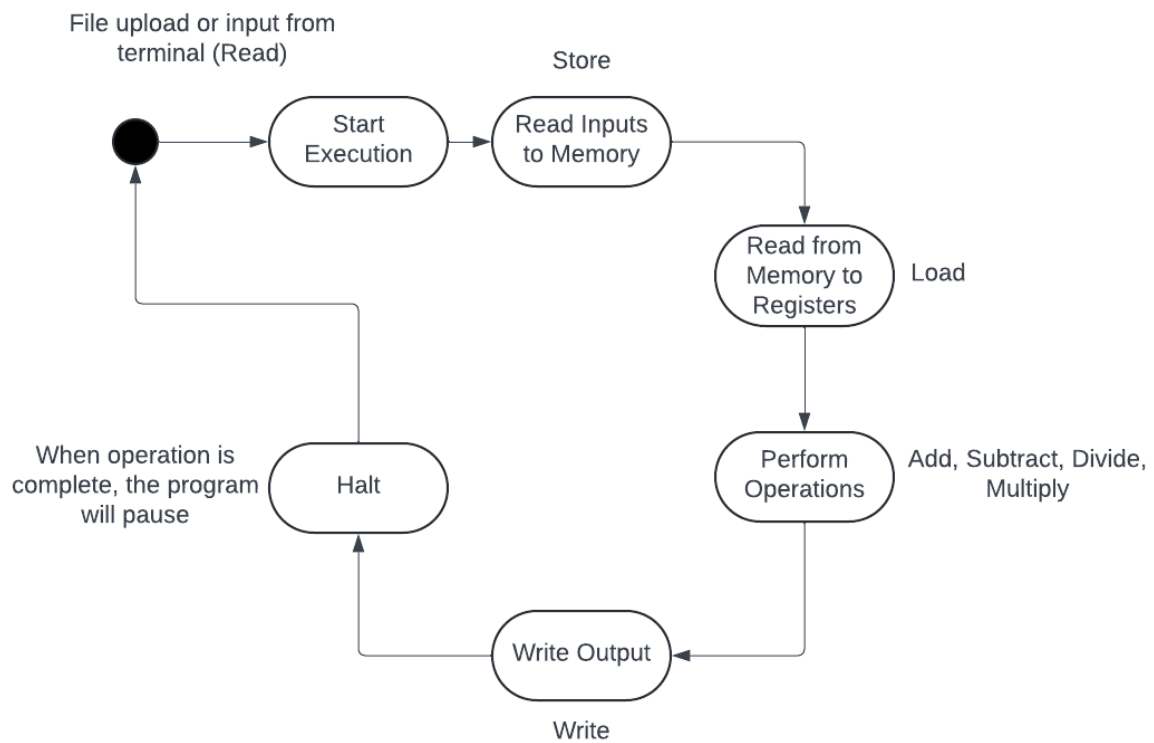 File upload or input from
terminal (Read)
Store
Start
Execution
Read Inputs
to Memory
Read from
Memory to
Registers
Load
Perform
Operations
Add, Subtract, Divide,
Multiply
When operation is
complete, the program
will pause
Halt
Write Output
Write